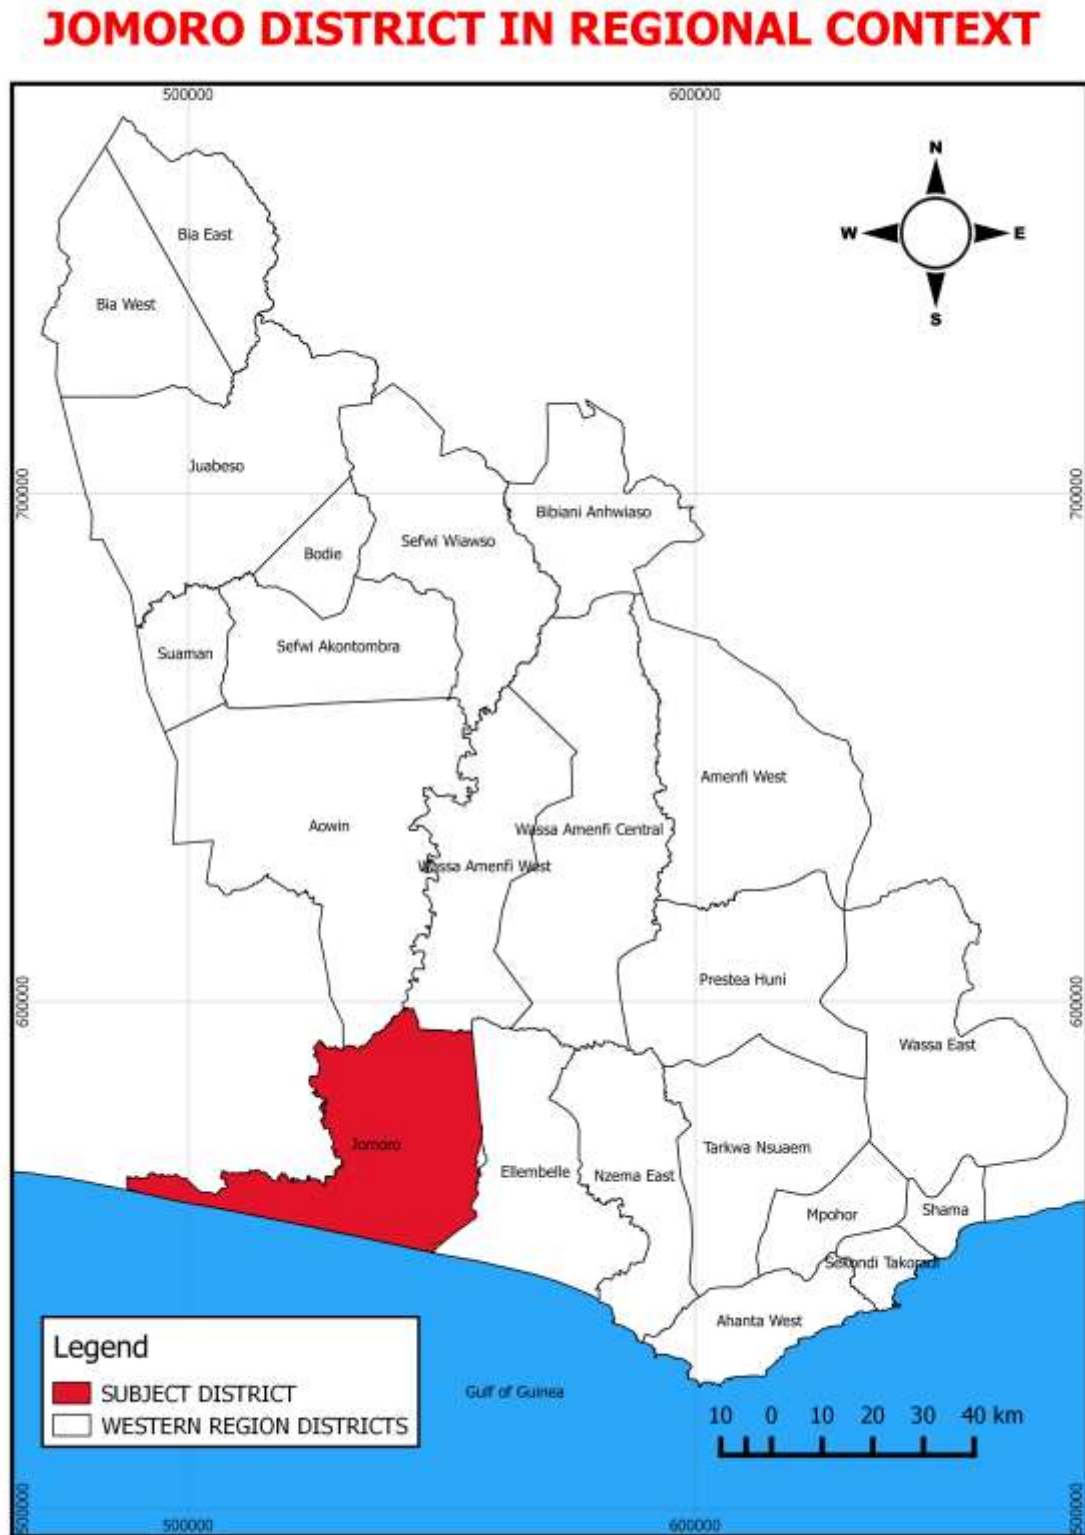 JOMORO DISTRICT IN REGIONAL CONTEXT
500000
600000
N
W
E
S
Bia East
Bia West
Juabeso
700000
700000
Bibiani Anhwiaso
Sefwi Wiawso
Bodie
Sefwi Akontombra
Suaman
Amenfi West
Aowin
Wassa Amenfi Central
Wassa Amenfi West
Prestea Huni
600000
600000
Wassa East
Jomoro
Tarkwa Nsuaem
Ellembelle
Nzema East
Mpohor
Shama
Sekondi Takoradi
Ahanta West
Legend
SUBJECT DISTRICT
WESTERN REGION DISTRICTS
Gulf of Guinea
10 0 10 20 30 40 km
500000
500000
500000
600000